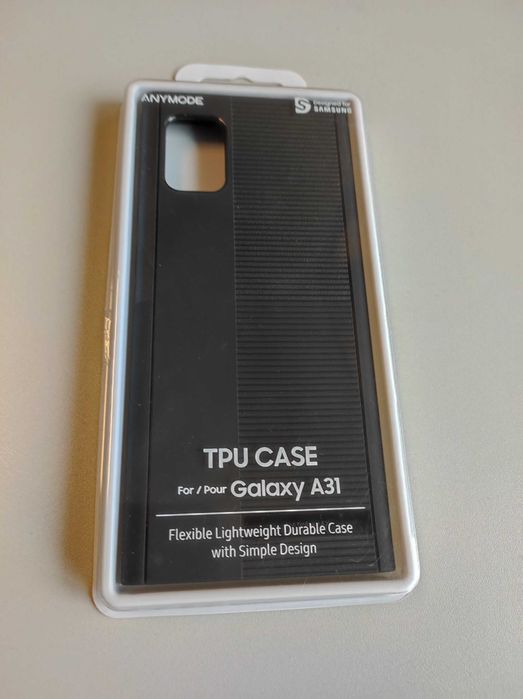 ANYMODE
Designed for
SAMSUNG
TPU CASE
For / Pour Galaxy A31
Flexible Lightweight Durable Case
with Simple Design